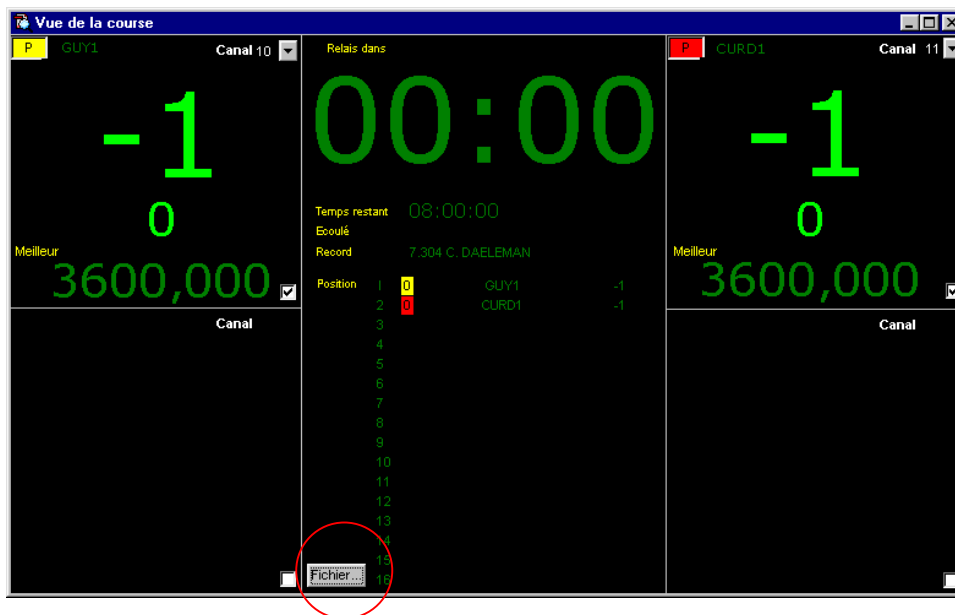 Vue de la course
P GUY1 Canal 10
-1
0
Meilleur
3600,000
Canal
Relais dans
00:00
Temps restant 08:00:00
Ecoulé
Record 7.304 C. DAELEMAN
Position 1 0 GUY1 -1
2 0 CURD1 -1
3
4
5
6
7
8
9
10
11
12
13
14
15
16
Fichier...
P CURD1 Canal 11
-1
0
Meilleur
3600,000
Canal